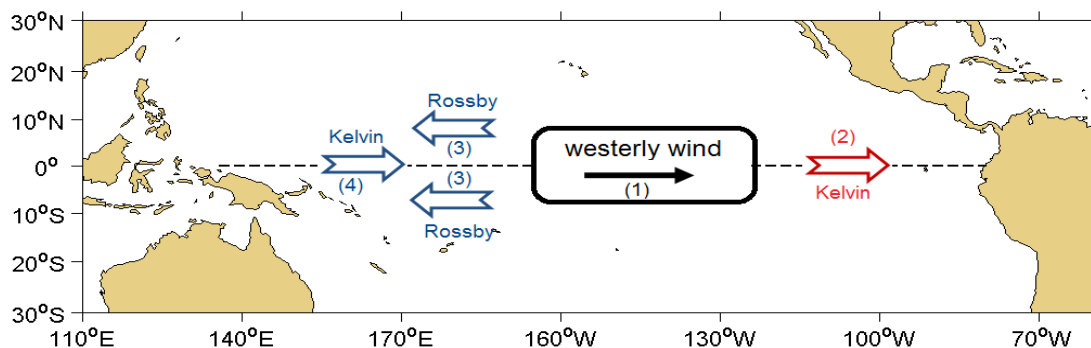 30°N
20°N
10°N
0°
10°S
20°S
30°S
Rossby
Kelvin
(3)
(4)
(3)
Rossby
westerly wind
(1)
(2)
Kelvin
110°E
140°E
170°E
160°W
130°W
100°W
70°W